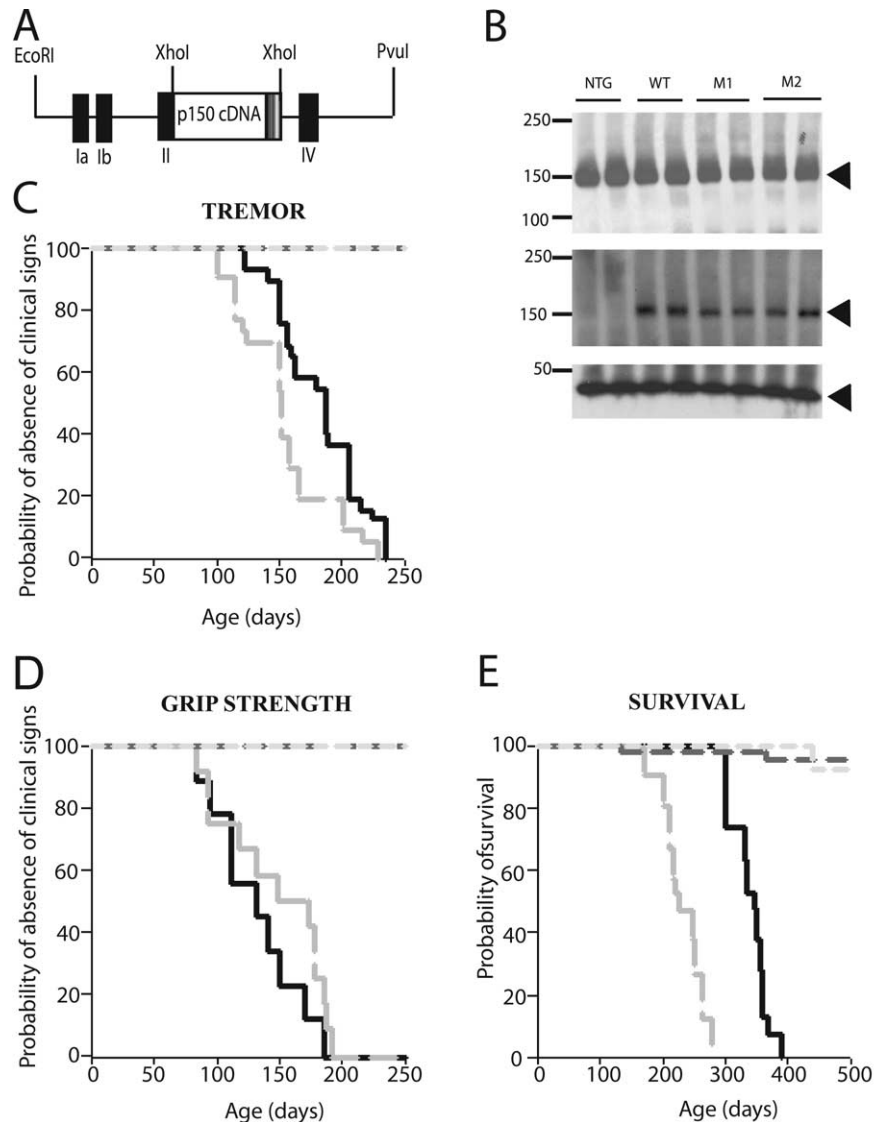 A
EcoRI
XhoI
XhoI
PvuI
p150 cDNA
Ia
Ib
II
IV
B
NTG
WT
M1
M2
250
150
100
250
150
50
C
TREMOR
Probability of absence of clinical signs
100
80
60
40
20
0
0
50
100
150
200
250
Age (days)
D
GRIP STRENGTH
Probability of absence of clinical signs
100
80
60
40
20
0
0
50
100
150
200
250
Age (days)
E
SURVIVAL
Probability ofsurvival
100
80
60
40
20
0
0
100
200
300
400
500
Age (days)